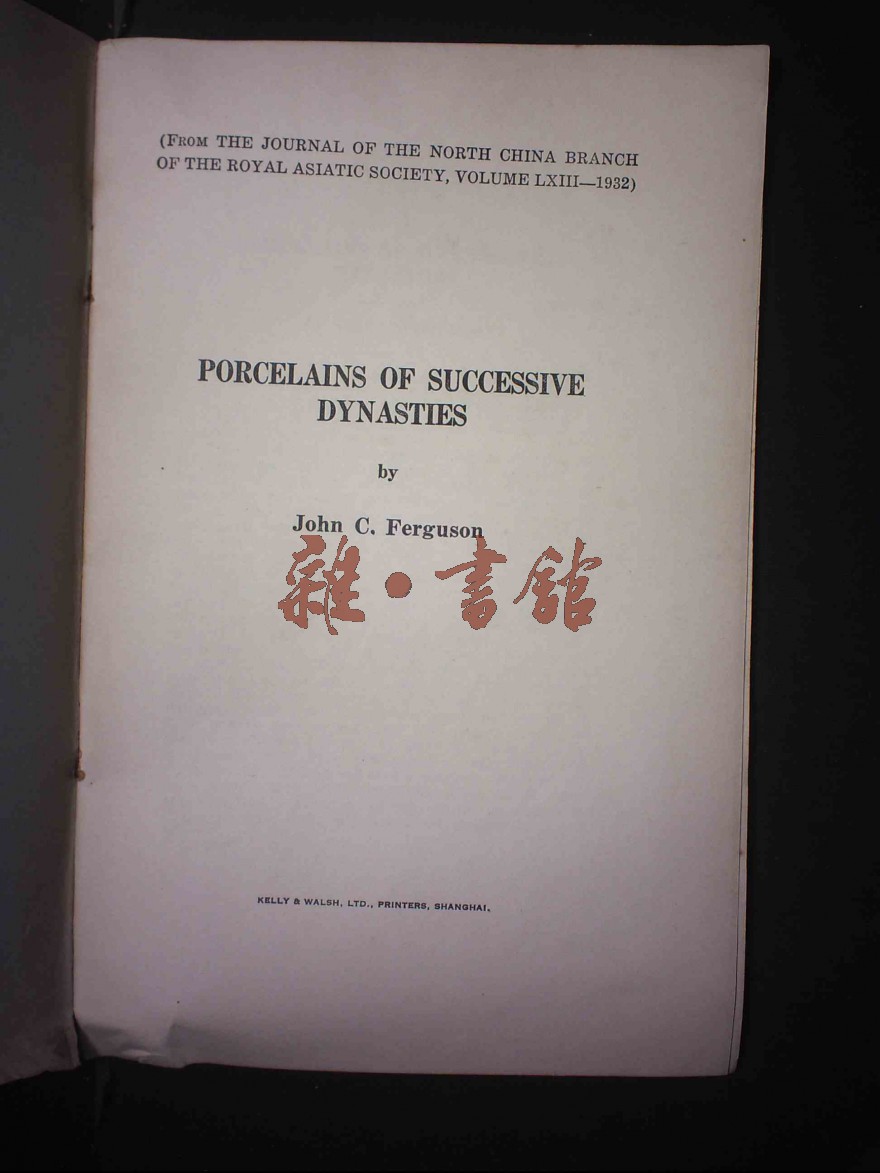 (FROM THE JOURNAL OF THE NORTH CHINA BRANCH
OF THE ROYAL ASIATIC SOCIETY, VOLUME LXIII—1932)
PORCELAINS OF SUCCESSIVE
DYNASTIES
by
John C. Ferguson
雜•書館
KELLY & WALSH, LTD., PRINTERS, SHANGHAI.